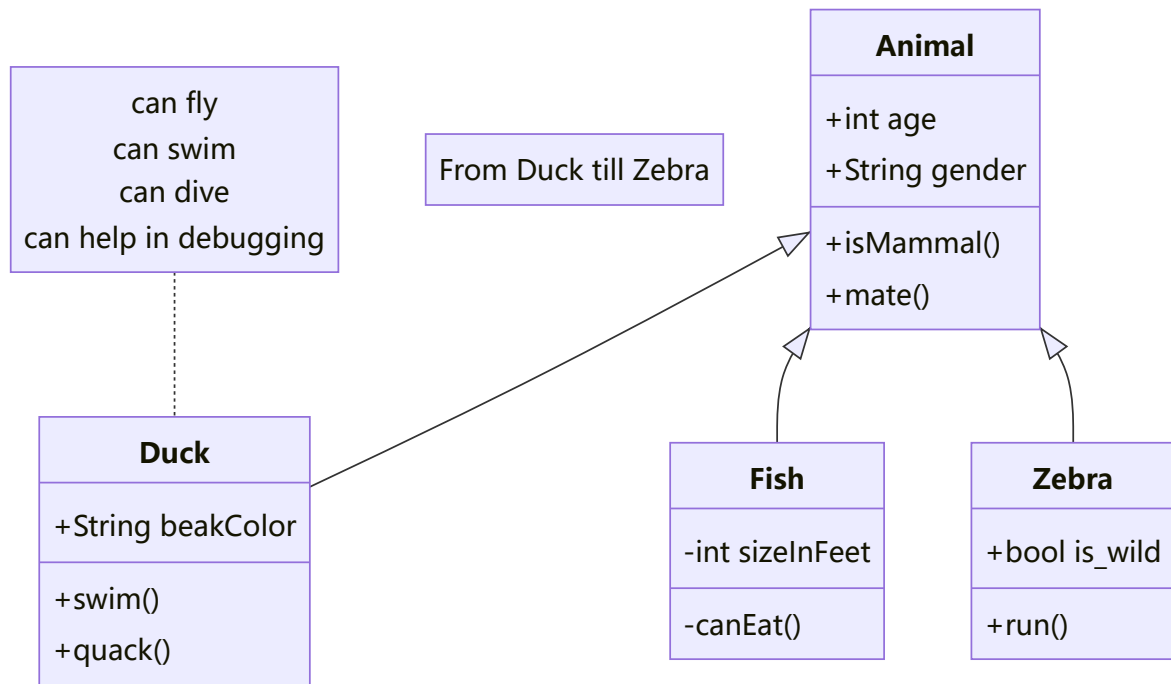 can fly
can swim
can dive
can help in debugging
From Duck till Zebra
Animal
+int age
+String gender
+isMammal()
+mate()
Duck
+String beakColor
+swim()
+quack()
Fish
-int sizeInFeet
-canEat()
Zebra
+bool is_wild
+run()